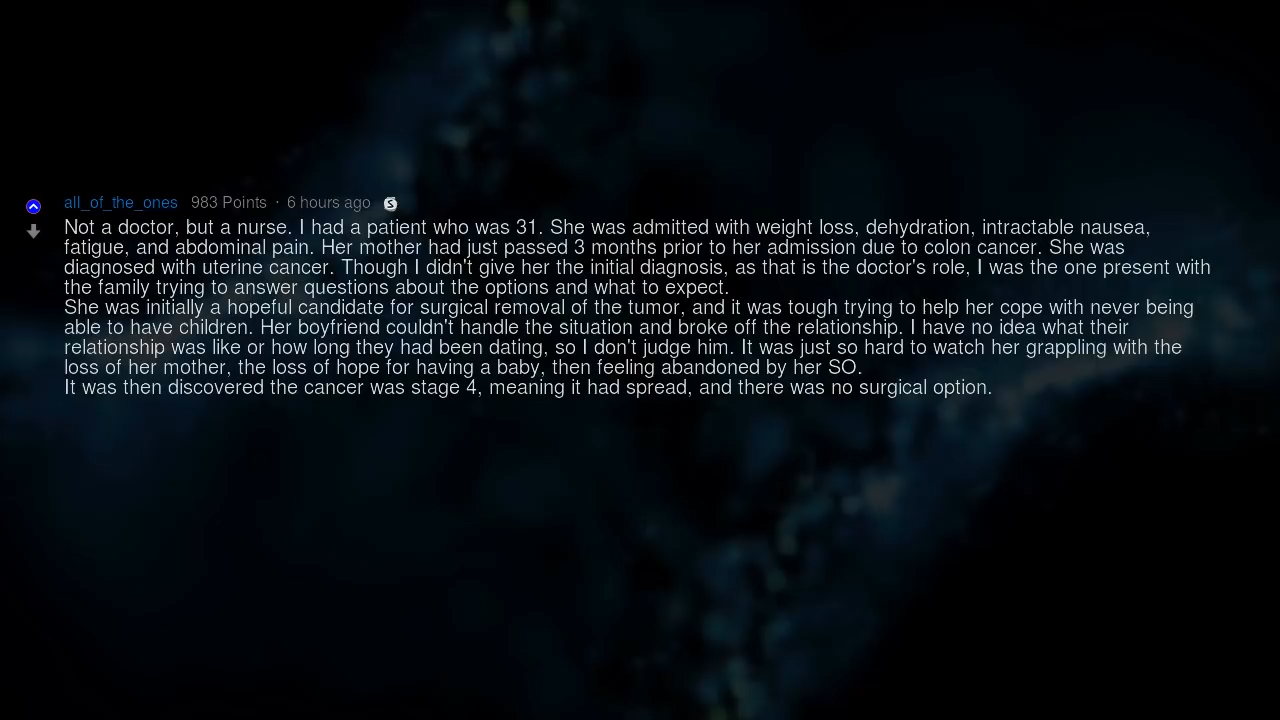 all_of_the_ones 983 Points · 6 hours ago
Not a doctor, but a nurse. I had a patient who was 31. She was admitted with weight loss, dehydration, intractable nausea,
fatigue, and abdominal pain. Her mother had just passed 3 months prior to her admission due to colon cancer. She was
diagnosed with uterine cancer. Though I didn't give her the initial diagnosis, as that is the doctor's role, I was the one present with
the family trying to answer questions about the options and what to expect.
She was initially a hopeful candidate for surgical removal of the tumor, and it was tough trying to help her cope with never being
able to have children. Her boyfriend couldn't handle the situation and broke off the relationship. I have no idea what their
relationship was like or how long they had been dating, so I don't judge him. It was just so hard to watch her grappling with the
loss of her mother, the loss of hope for having a baby, then feeling abandoned by her SO.
It was then discovered the cancer was stage 4, meaning it had spread, and there was no surgical option.